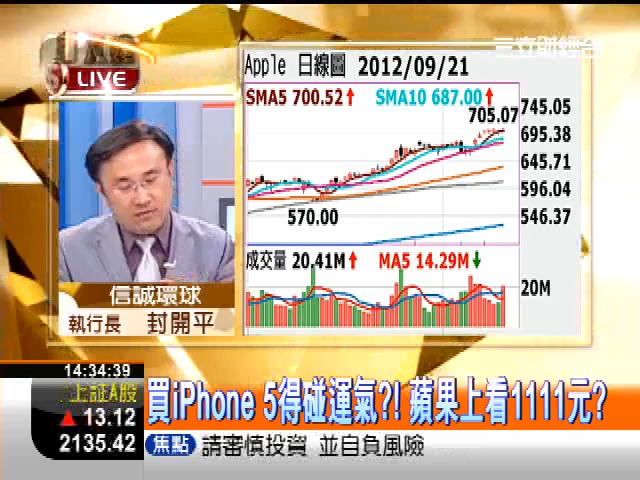 三立財經台
LIVE
Apple 日線圖 2012/09/21
SMA5 700.52↑ SMA10 687.00↑
705.07
570.00
745.05
695.38
645.71
596.04
546.37
成交量 20.41M↑ MA5 14.29M↓
20M
信誠環球
執行長 封開平
14:34:39
上証A股
▲13.12
2135.42
買iPhone 5得碰運氣?! 蘋果上看1111元?
焦點 請審慎投資 並自負風險